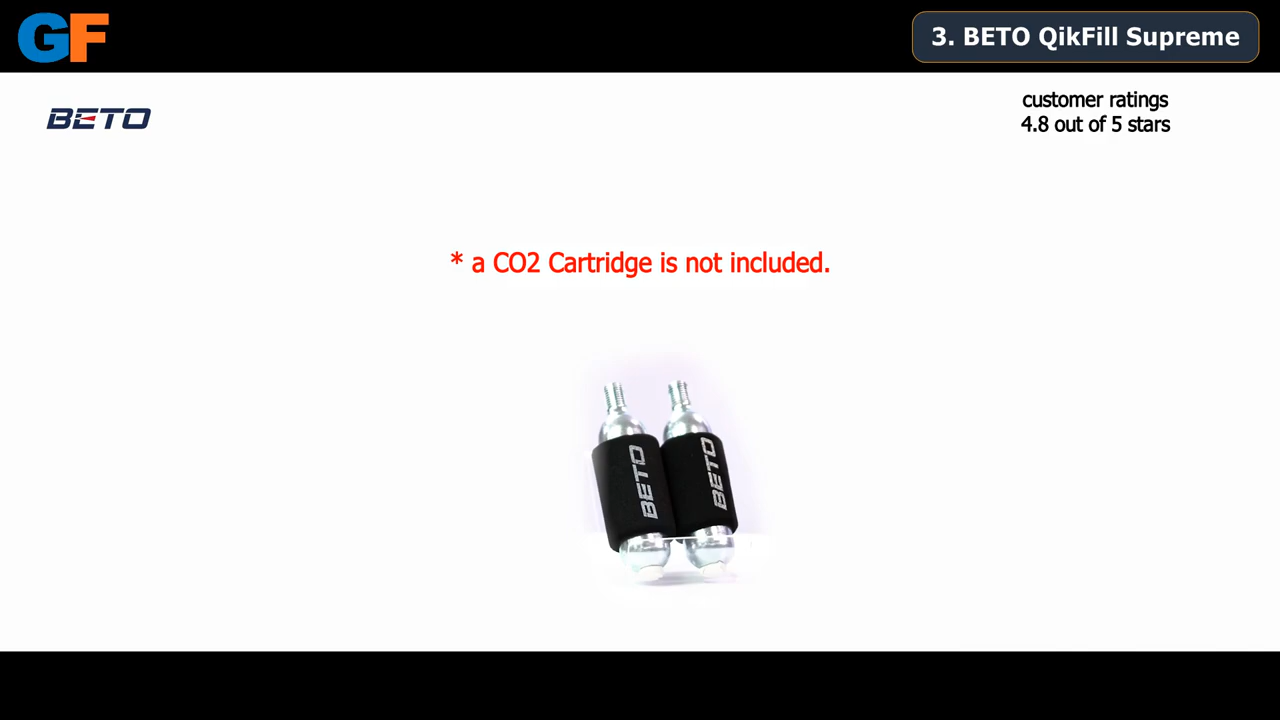 GF
3. BETO QikFill Supreme
BETO
customer ratings
4.8 out of 5 stars
* a CO2 Cartridge is not included.
BETO
BETO